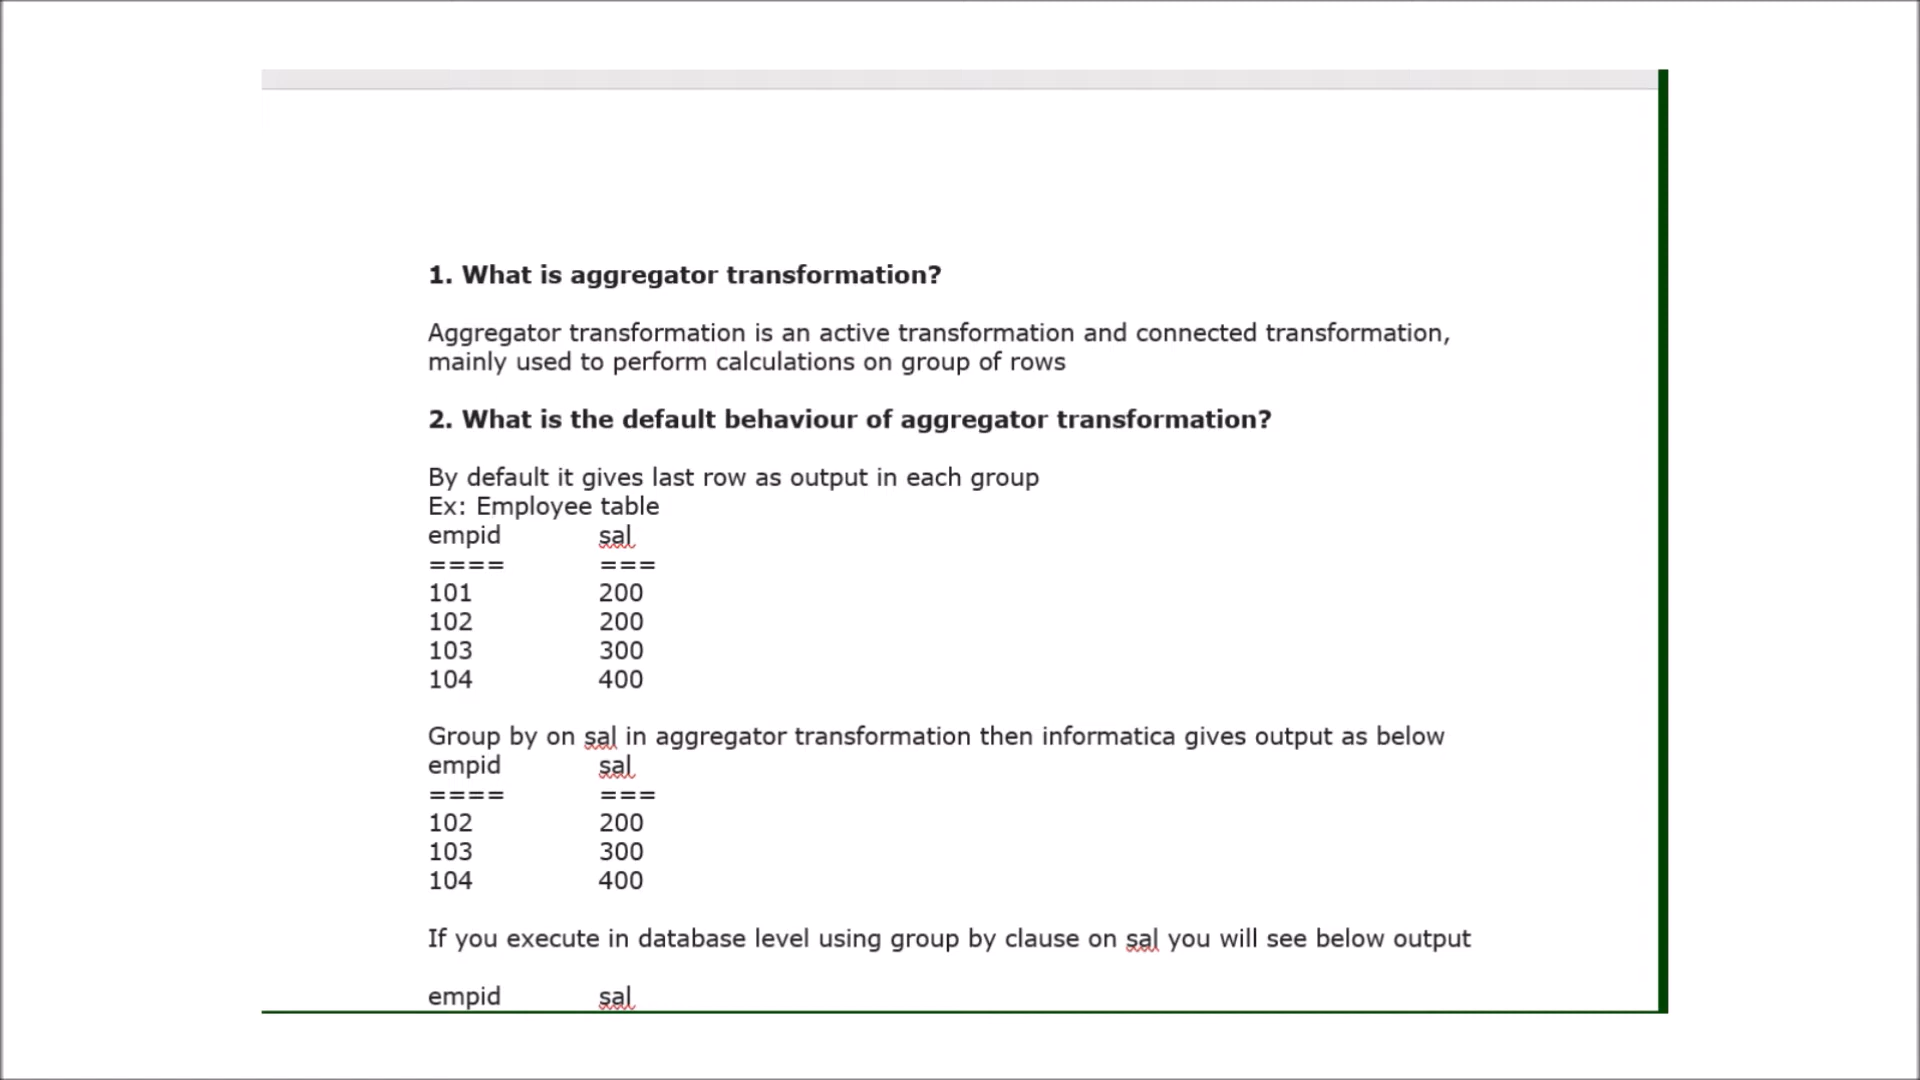 1. What is aggregator transformation?
Aggregator transformation is an active transformation and connected transformation,
mainly used to perform calculations on group of rows
2. What is the default behaviour of aggregator transformation?
By default it gives last row as output in each group
Ex: Employee table
empid sal
==== ===
101 200
102 200
103 300
104 400
Group by on sal in aggregator transformation then informatica gives output as below
empid sal
==== ===
102 200
103 300
104 400
If you execute in database level using group by clause on sal you will see below output
empid sal